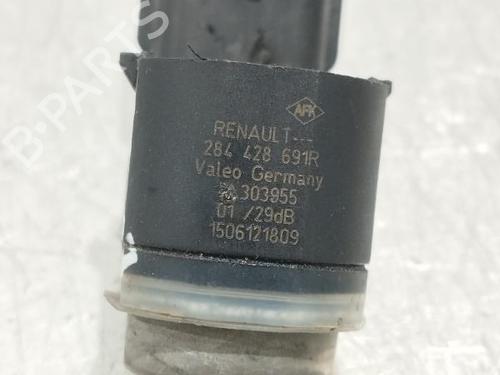 AFK
RENAULT---
284 428 691R
Valeo Germany
303955
01 /29dB
1506121809
B-PARTS